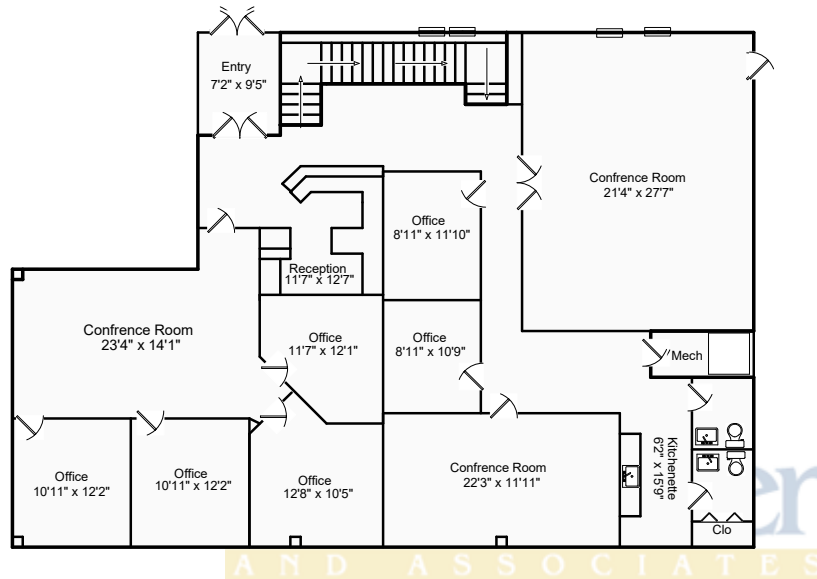 Entry
7'2" x 9'5"
Confrence Room
21'4" x 27'7"
Office
8'11" x 11'10"
Reception
11'7" x 12'7"
Confrence Room
23'4" x 14'1"
Office
11'7" x 12'1"
Office
8'11" x 10'9"
Mech
Office
10'11" x 12'2"
Office
10'11" x 12'2"
Office
12'8" x 10'5"
Confrence Room
22'3" x 11'11"
Kitchenette
6'2" x 15'9"
Clo
AND ASSOCIATES